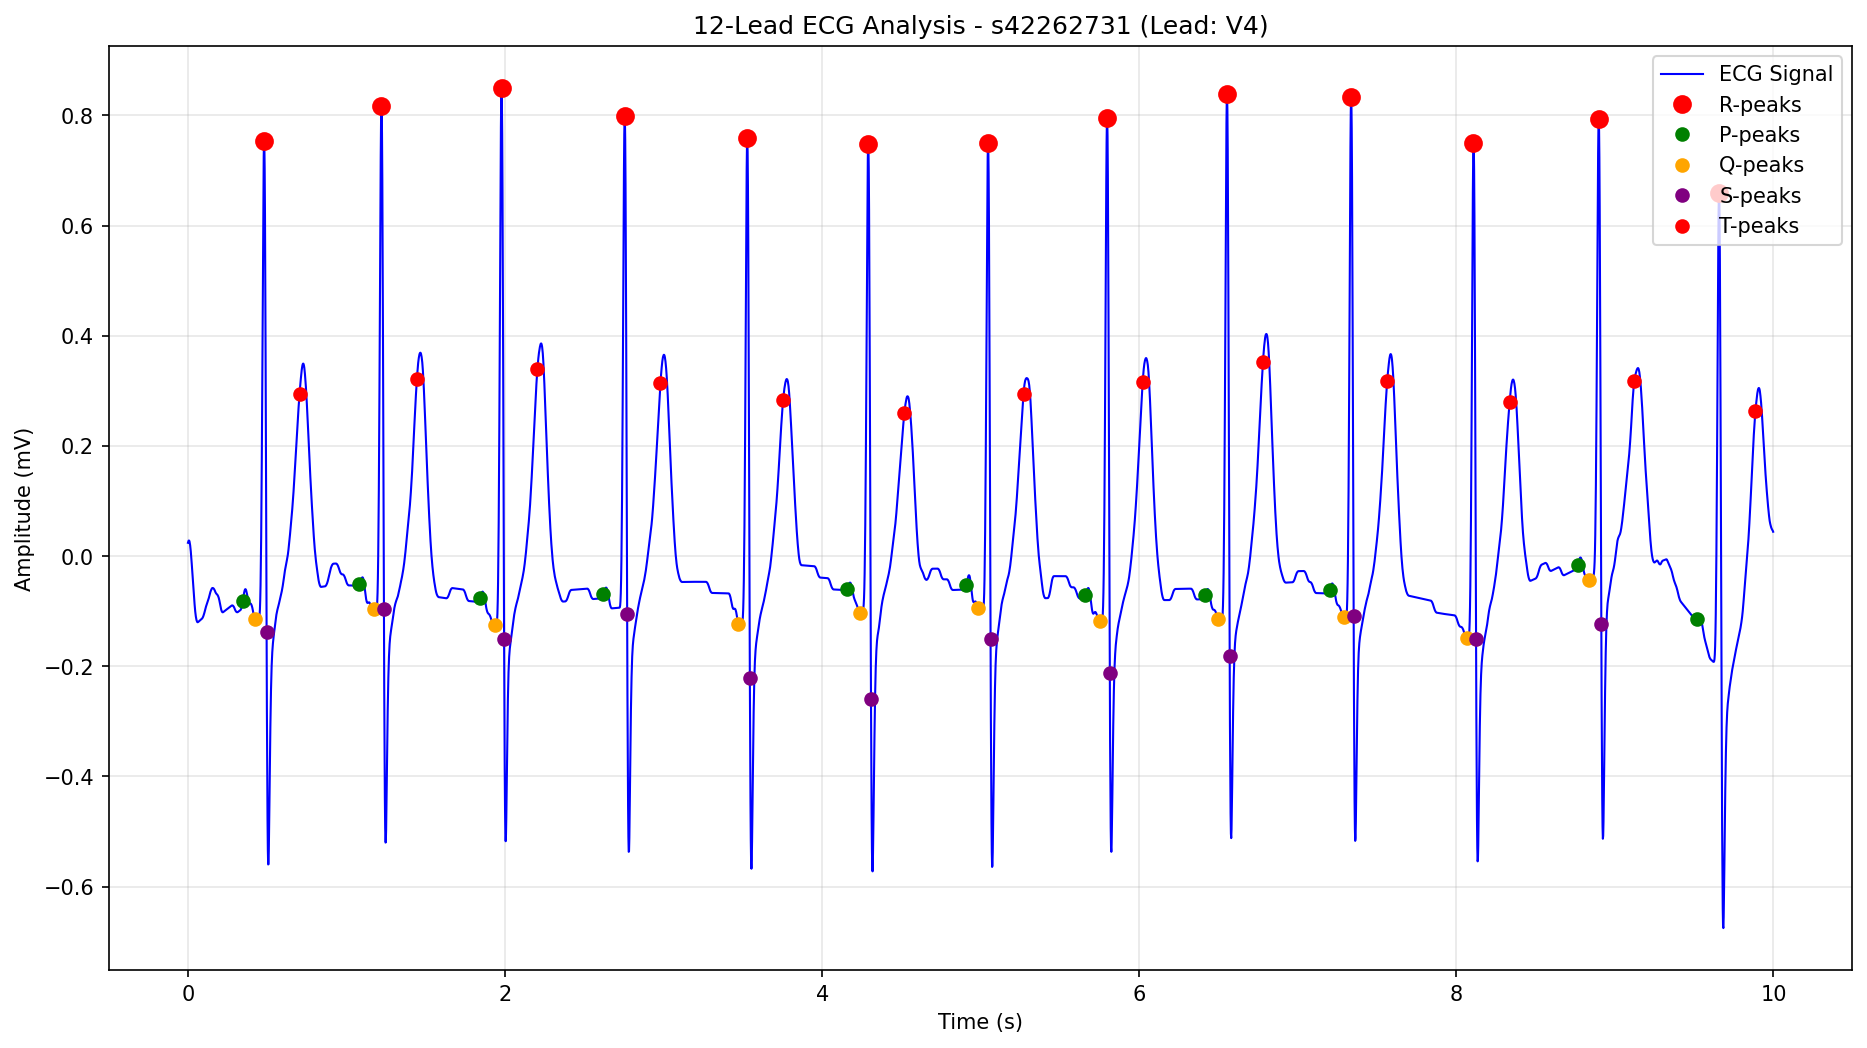 12-Lead ECG Analysis - s42262731 (Lead: V4)
ECG Signal
R-peaks
P-peaks
Q-peaks
S-peaks
T-peaks
Amplitude (mV)
0.8
0.6
0.4
0.2
0.0
−0.2
−0.4
−0.6
0 2 4 6 8 10
Time (s)